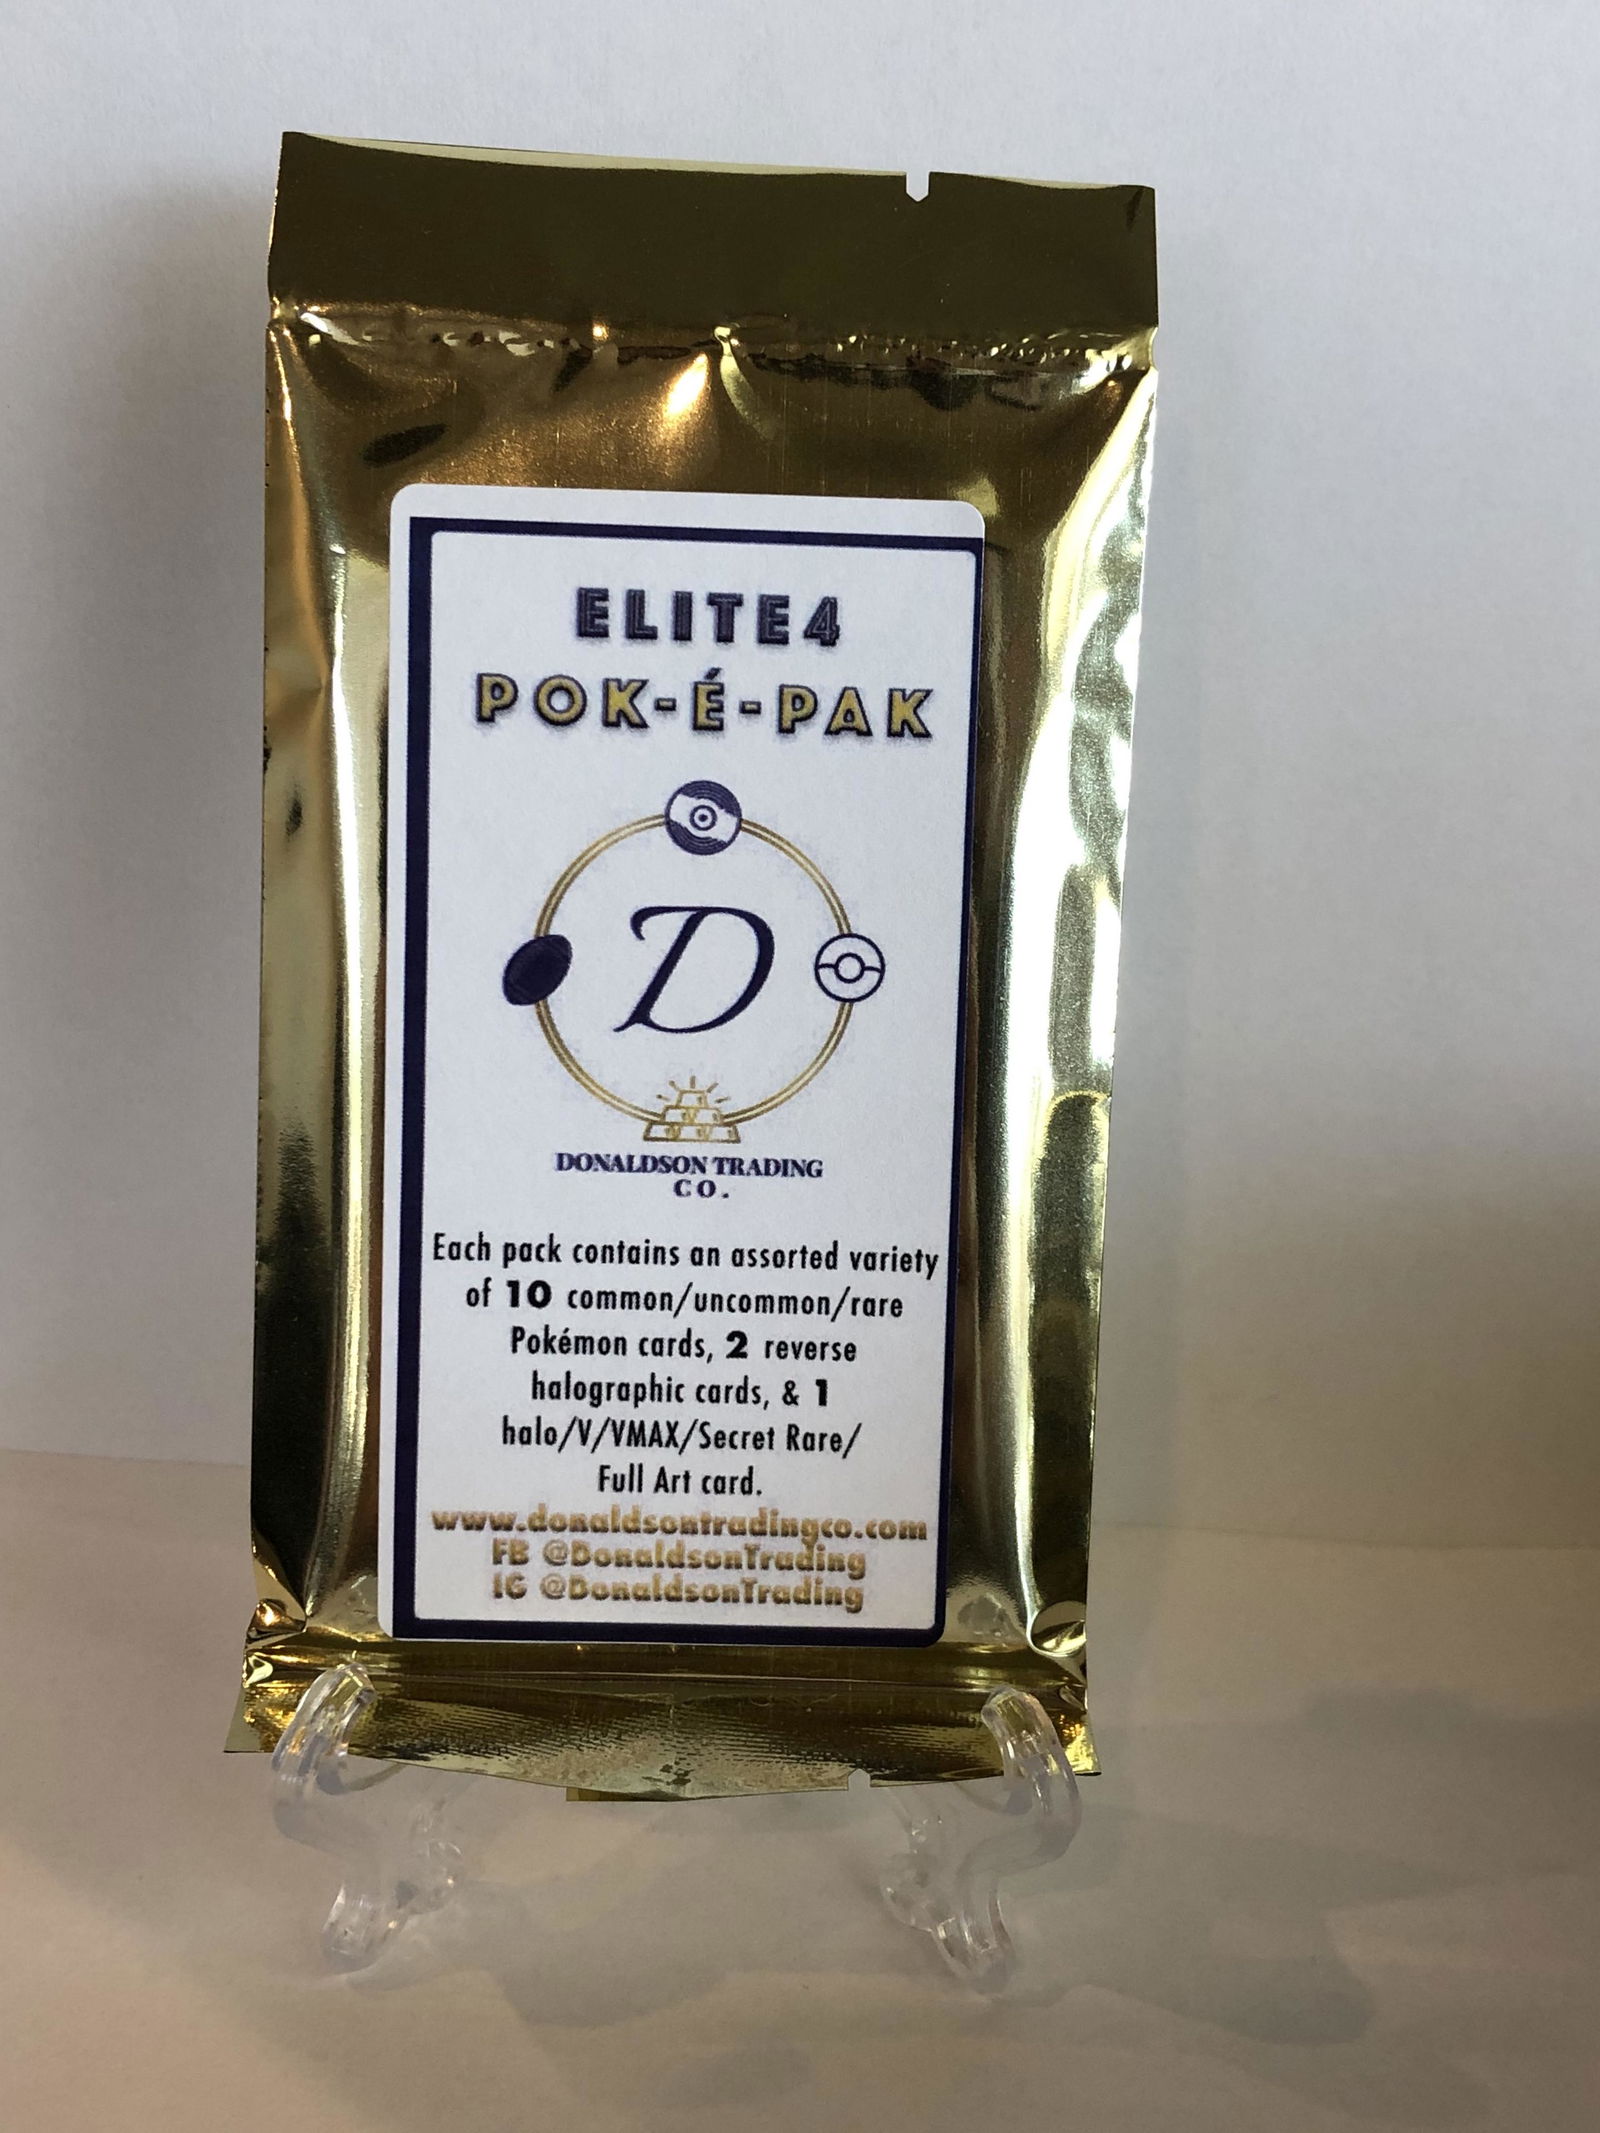 ELITE4
POK-É-PAK
D
DONALDSON TRADING
CO.
Each pack contains an assorted variety
of 10 common/uncommon/rare
Pokémon cards, 2 reverse
halographic cards, & 1
halo/V/VMAX/Secret Rare/
Full Art card.
www.donaldsontradingco.com
FB @DonaldsonTrading
IG @DonaldsonTrading